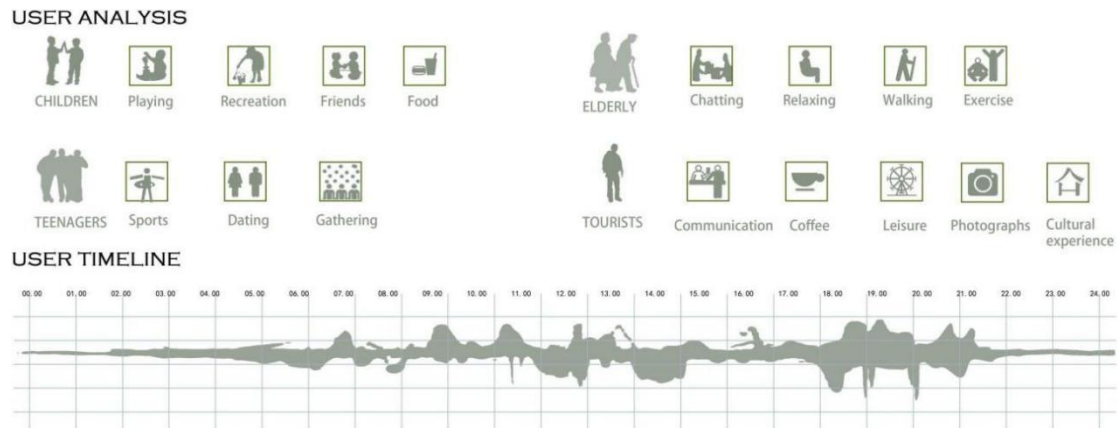 USER ANALYSIS
CHILDREN Playing Recreation Friends Food
ELDERLY Chatting Relaxing Walking Exercise
TEENAGERS Sports Dating Gathering
TOURISTS Communication Coffee Leisure Photographs Cultural experience
USER TIMELINE
00. 00 01. 00 02. 00 03. 00 04. 00 05. 00 06. 00 07. 00 08. 00 09. 00 10. 00 11. 00 12. 00 13. 00 14. 00 15. 00 16. 00 17. 00 18. 00 19. 00 20. 00 21. 00 22. 00 23. 00 24. 00